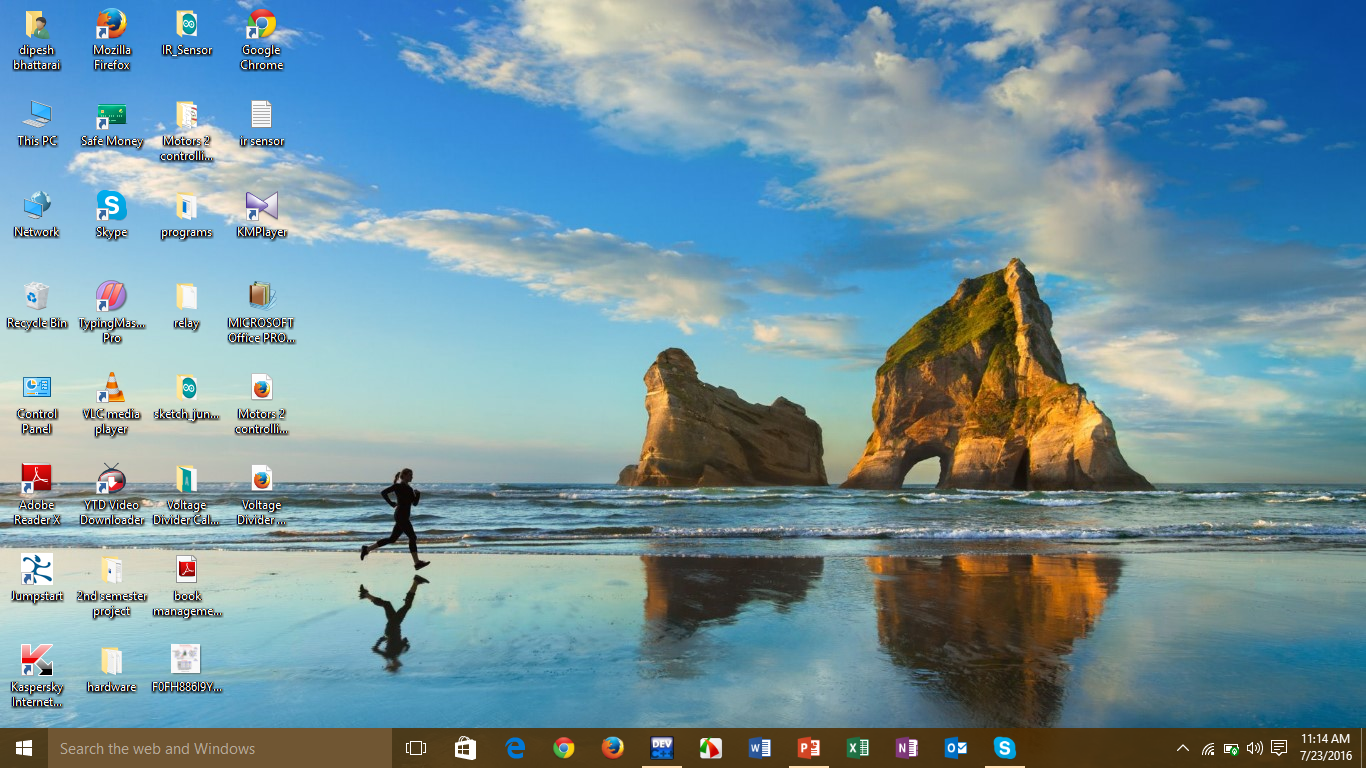 dipesh
bhattarai
Mozilla
Firefox
IR_Sensor
Google
Chrome
This PC
Safe Money
Motors 2
controlli...
ir sensor
Network
Skype
programs
KMPlayer
Recycle Bin
TypingMas...
Pro
relay
MICROSOFT
Office PRO...
Control
Panel
VLC media
player
sketch_jun...
Motors 2
controlli...
Adobe
Reader X
YTD Video
Downloader
Voltage
Divider Cal...
Voltage
Divider ...
Jumpstart
2nd semester
project
book
manageme...
Kaspersky
Internet...
hardware
F0FH886I9Y...
Search the web and Windows
DEV
11:14 AM
7/23/2016